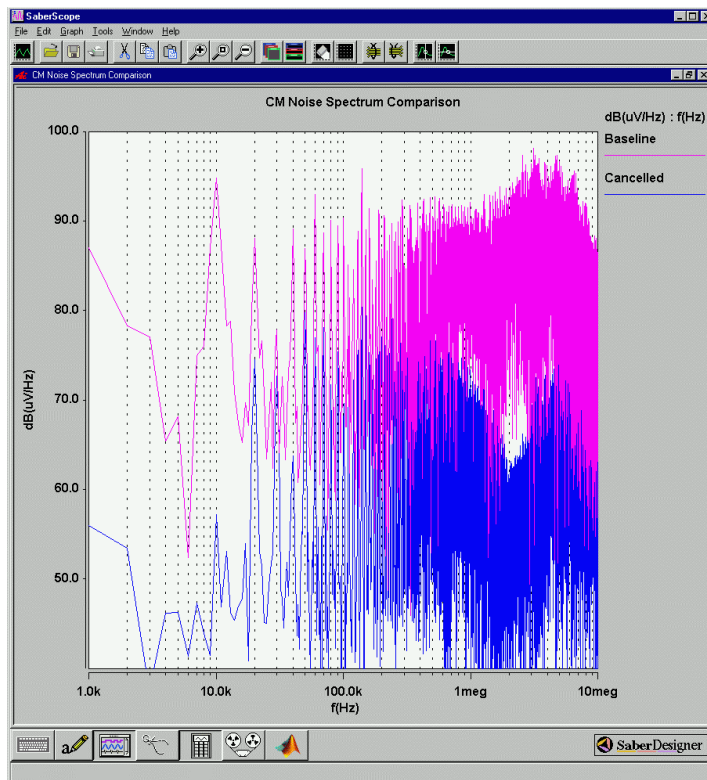 SaberScope
File Edit Graph Tools Window Help
CM Noise Spectrum Comparison
CM Noise Spectrum Comparison
dB(uV/Hz) : f(Hz)
Baseline
Cancelled
100.0
90.0
80.0
70.0
60.0
50.0
dB(uV/Hz)
1.0k 10.0k 100.0k 1meg 10meg
f(Hz)
a
SaberDesigner